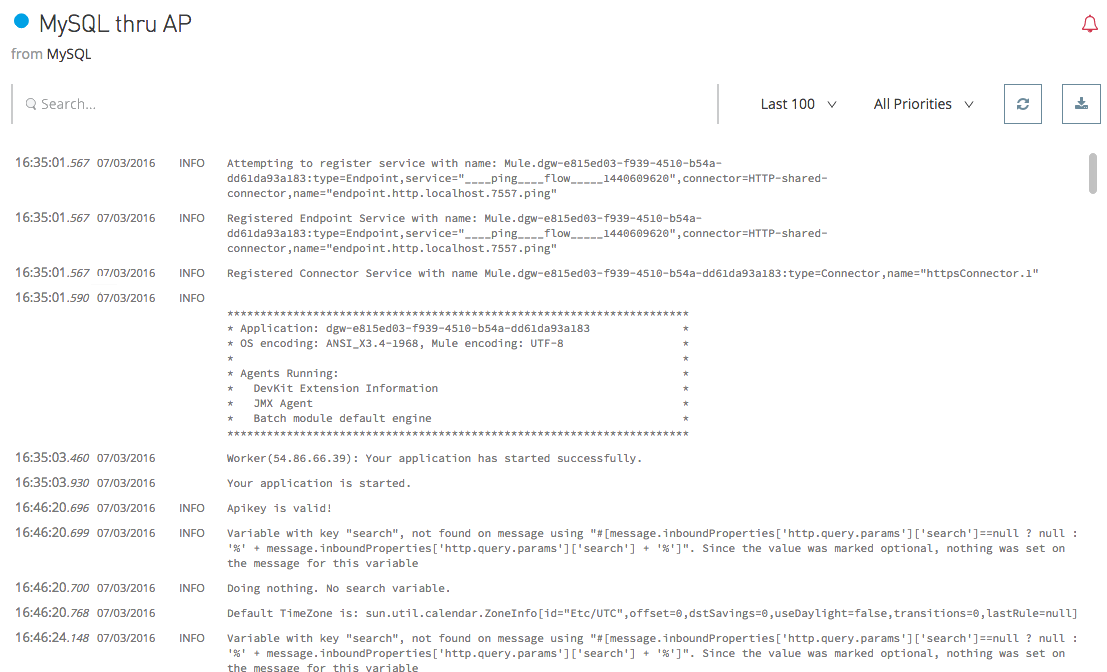 MySQL thru AP
from MySQL
Search...
Last 100
All Priorities
16:35:01.567 07/03/2016 INFO Attempting to register service with name: Mule.dgw-e815ed03-f939-4510-b54a-
dd61da93a183:type=Endpoint,service="____ping____flow_____1440609620",connector=HTTP-shared-
connector,name="endpoint.http.localhost.7557.ping"
16:35:01.567 07/03/2016 INFO Registered Endpoint Service with name: Mule.dgw-e815ed03-f939-4510-b54a-
dd61da93a183:type=Endpoint,service="____ping____flow_____1440609620",connector=HTTP-shared-
connector,name="endpoint.http.localhost.7557.ping"
16:35:01.567 07/03/2016 INFO Registered Connector Service with name Mule.dgw-e815ed03-f939-4510-b54a-dd61da93a183:type=Connector,name="httpsConnector.1"
16:35:01.590 07/03/2016 INFO
**********************************************************************
* Application: dgw-e815ed03-f939-4510-b54a-dd61da93a183 *
* OS encoding: ANSI_X3.4-1968, Mule encoding: UTF-8 *
* *
* Agents Running: *
* DevKit Extension Information *
* JMX Agent *
* Batch module default engine *
**********************************************************************
16:35:03.460 07/03/2016 Worker(54.86.66.39): Your application has started successfully.
16:35:03.930 07/03/2016 Your application is started.
16:46:20.696 07/03/2016 INFO Apikey is valid!
16:46:20.699 07/03/2016 INFO Variable with key "search", not found on message using "#[message.inboundProperties['http.query.params']['search']==null ? null :
'%' + message.inboundProperties['http.query.params']['search'] + '%']". Since the value was marked optional, nothing was set on
the message for this variable
16:46:20.700 07/03/2016 INFO Doing nothing. No search variable.
16:46:20.768 07/03/2016 INFO Default TimeZone is: sun.util.calendar.ZoneInfo[id="Etc/UTC",offset=0,dstSavings=0,useDaylight=false,transitions=0,lastRule=null]
16:46:24.148 07/03/2016 INFO Variable with key "search", not found on message using "#[message.inboundProperties['http.query.params']['search']==null ? null :
'%' + message.inboundProperties['http.query.params']['search'] + '%']". Since the value was marked optional, nothing was set on
the message for this variable